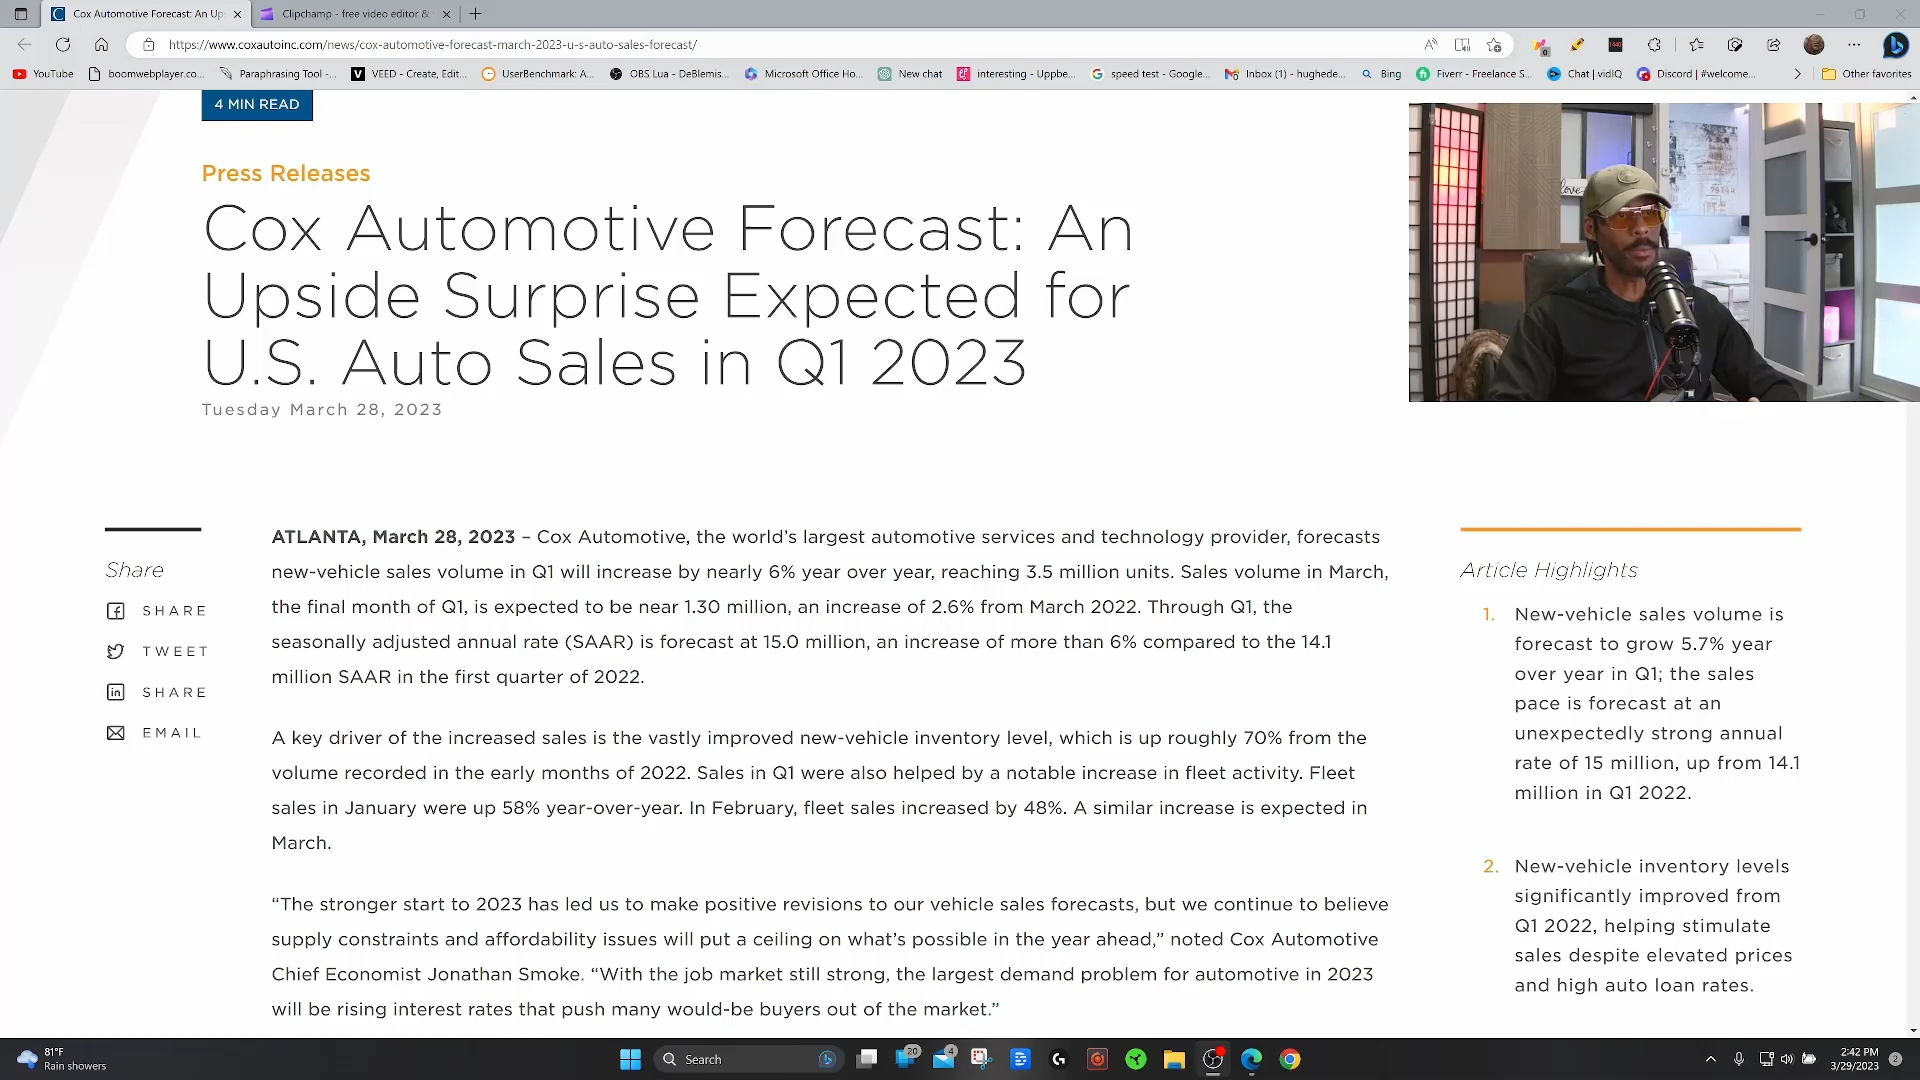 Cox Automotive Forecast: An Up
Clipchamp - free video editor &
https://www.coxautoinc.com/news/cox-automotive-forecast-march-2023-u-s-auto-sales-forecast/
YouTube
boomwebplayer.co...
Paraphrasing Tool -...
VEED - Create, Edit...
UserBenchmark: A...
OBS Lua - DeBlemis...
Microsoft Office Ho...
New chat
interesting - Uppbe...
speed test - Google...
Inbox (1) - hughede...
Bing
Fiverr - Freelance S...
Chat | vidIQ
Discord | #welcome...
Other favorites
4 MIN READ
Press Releases
Cox Automotive Forecast: An
Upside Surprise Expected for
U.S. Auto Sales in Q1 2023
Tuesday March 28, 2023
love
Share
SHARE
TWEET
SHARE
EMAIL
ATLANTA, March 28, 2023 – Cox Automotive, the world's largest automotive services and technology provider, forecasts
new-vehicle sales volume in Q1 will increase by nearly 6% year over year, reaching 3.5 million units. Sales volume in March,
the final month of Q1, is expected to be near 1.30 million, an increase of 2.6% from March 2022. Through Q1, the
seasonally adjusted annual rate (SAAR) is forecast at 15.0 million, an increase of more than 6% compared to the 14.1
million SAAR in the first quarter of 2022.
A key driver of the increased sales is the vastly improved new-vehicle inventory level, which is up roughly 70% from the
volume recorded in the early months of 2022. Sales in Q1 were also helped by a notable increase in fleet activity. Fleet
sales in January were up 58% year-over-year. In February, fleet sales increased by 48%. A similar increase is expected in
March.
“The stronger start to 2023 has led us to make positive revisions to our vehicle sales forecasts, but we continue to believe
supply constraints and affordability issues will put a ceiling on what's possible in the year ahead,” noted Cox Automotive
Chief Economist Jonathan Smoke. “With the job market still strong, the largest demand problem for automotive in 2023
will be rising interest rates that push many would-be buyers out of the market.”
Article Highlights
1. New-vehicle sales volume is
forecast to grow 5.7% year
over year in Q1; the sales
pace is forecast at an
unexpectedly strong annual
rate of 15 million, up from 14.1
million in Q1 2022.
2. New-vehicle inventory levels
significantly improved from
Q1 2022, helping stimulate
sales despite elevated prices
and high auto loan rates.
81°F
Rain showers
Search
20
4
2:42 PM
3/29/2023
2